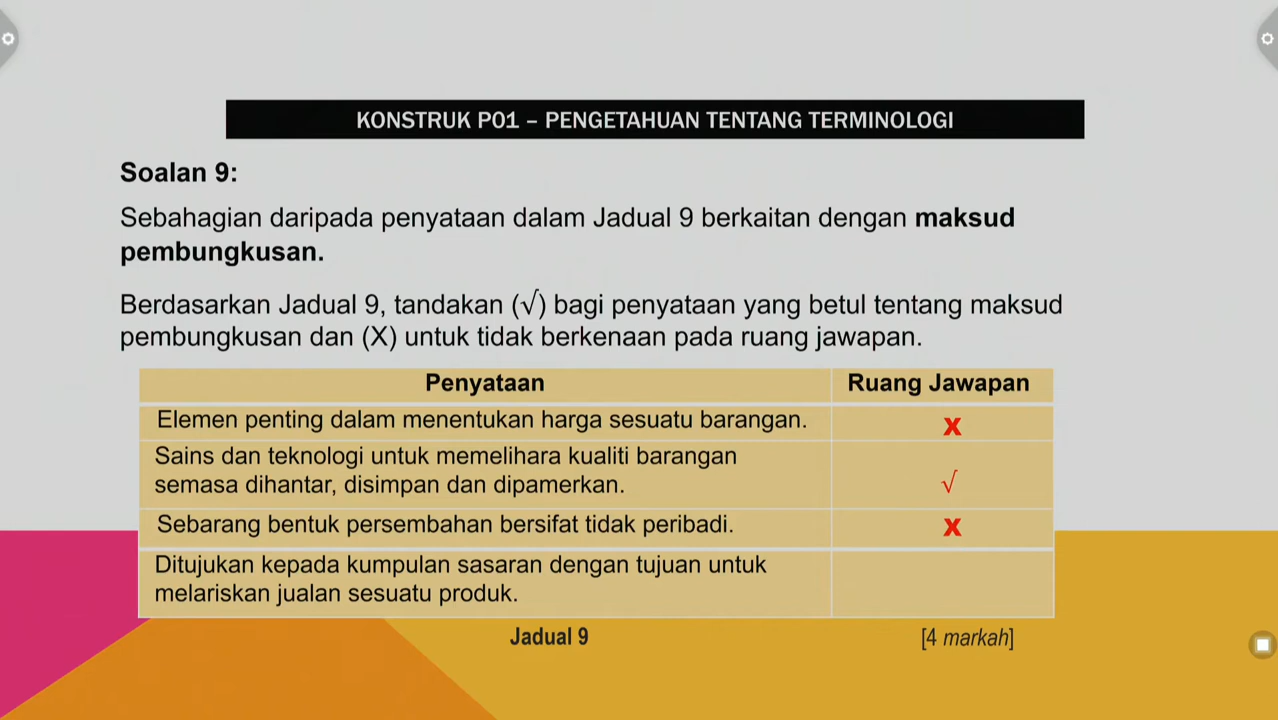 KONSTRUK P01 – PENGETAHUAN TENTANG TERMINOLOGI
Soalan 9:
Sebahagian daripada penyataan dalam Jadual 9 berkaitan dengan maksud
pembungkusan.
Berdasarkan Jadual 9, tandakan (√) bagi penyataan yang betul tentang maksud
pembungkusan dan (X) untuk tidak berkenaan pada ruang jawapan.
Penyataan Ruang Jawapan
Elemen penting dalam menentukan harga sesuatu barangan. X
Sains dan teknologi untuk memelihara kualiti barangan
semasa dihantar, disimpan dan dipamerkan. √
Sebarang bentuk persembahan bersifat tidak peribadi. X
Ditujukan kepada kumpulan sasaran dengan tujuan untuk
melariskan jualan sesuatu produk.
Jadual 9 [4 markah]